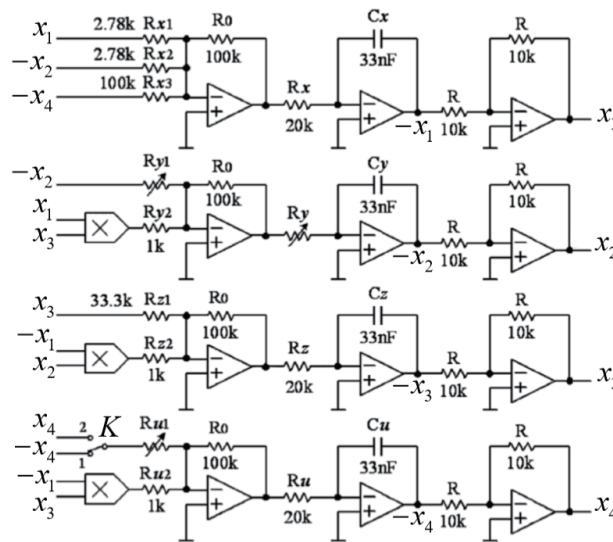 x₁ 2.78k Rx1 R0 Cx R
−x₂ 2.78k Rx2 100k 33nF 10k
−x₄ 100k Rx3 Rx −x₁ R
20k 10k
−x₂ Ry1 R0 Cy R
x₁ 100k 33nF 10k
x₃ Ry2 Ry −x₂ R x₂
1k 10k
x₃ 33.3k Rz1 R0 Cz R
−x₁ 100k 33nF 10k
x₂ Rz2 Rz −x₃ R
1k 20k 10k
x₄ 2 K Ru1 R0 Cu R
−x₄ 1 100k 33nF 10k
−x₁ Ru2 Ru −x₄ R x₄
x₃ 1k 20k 10k